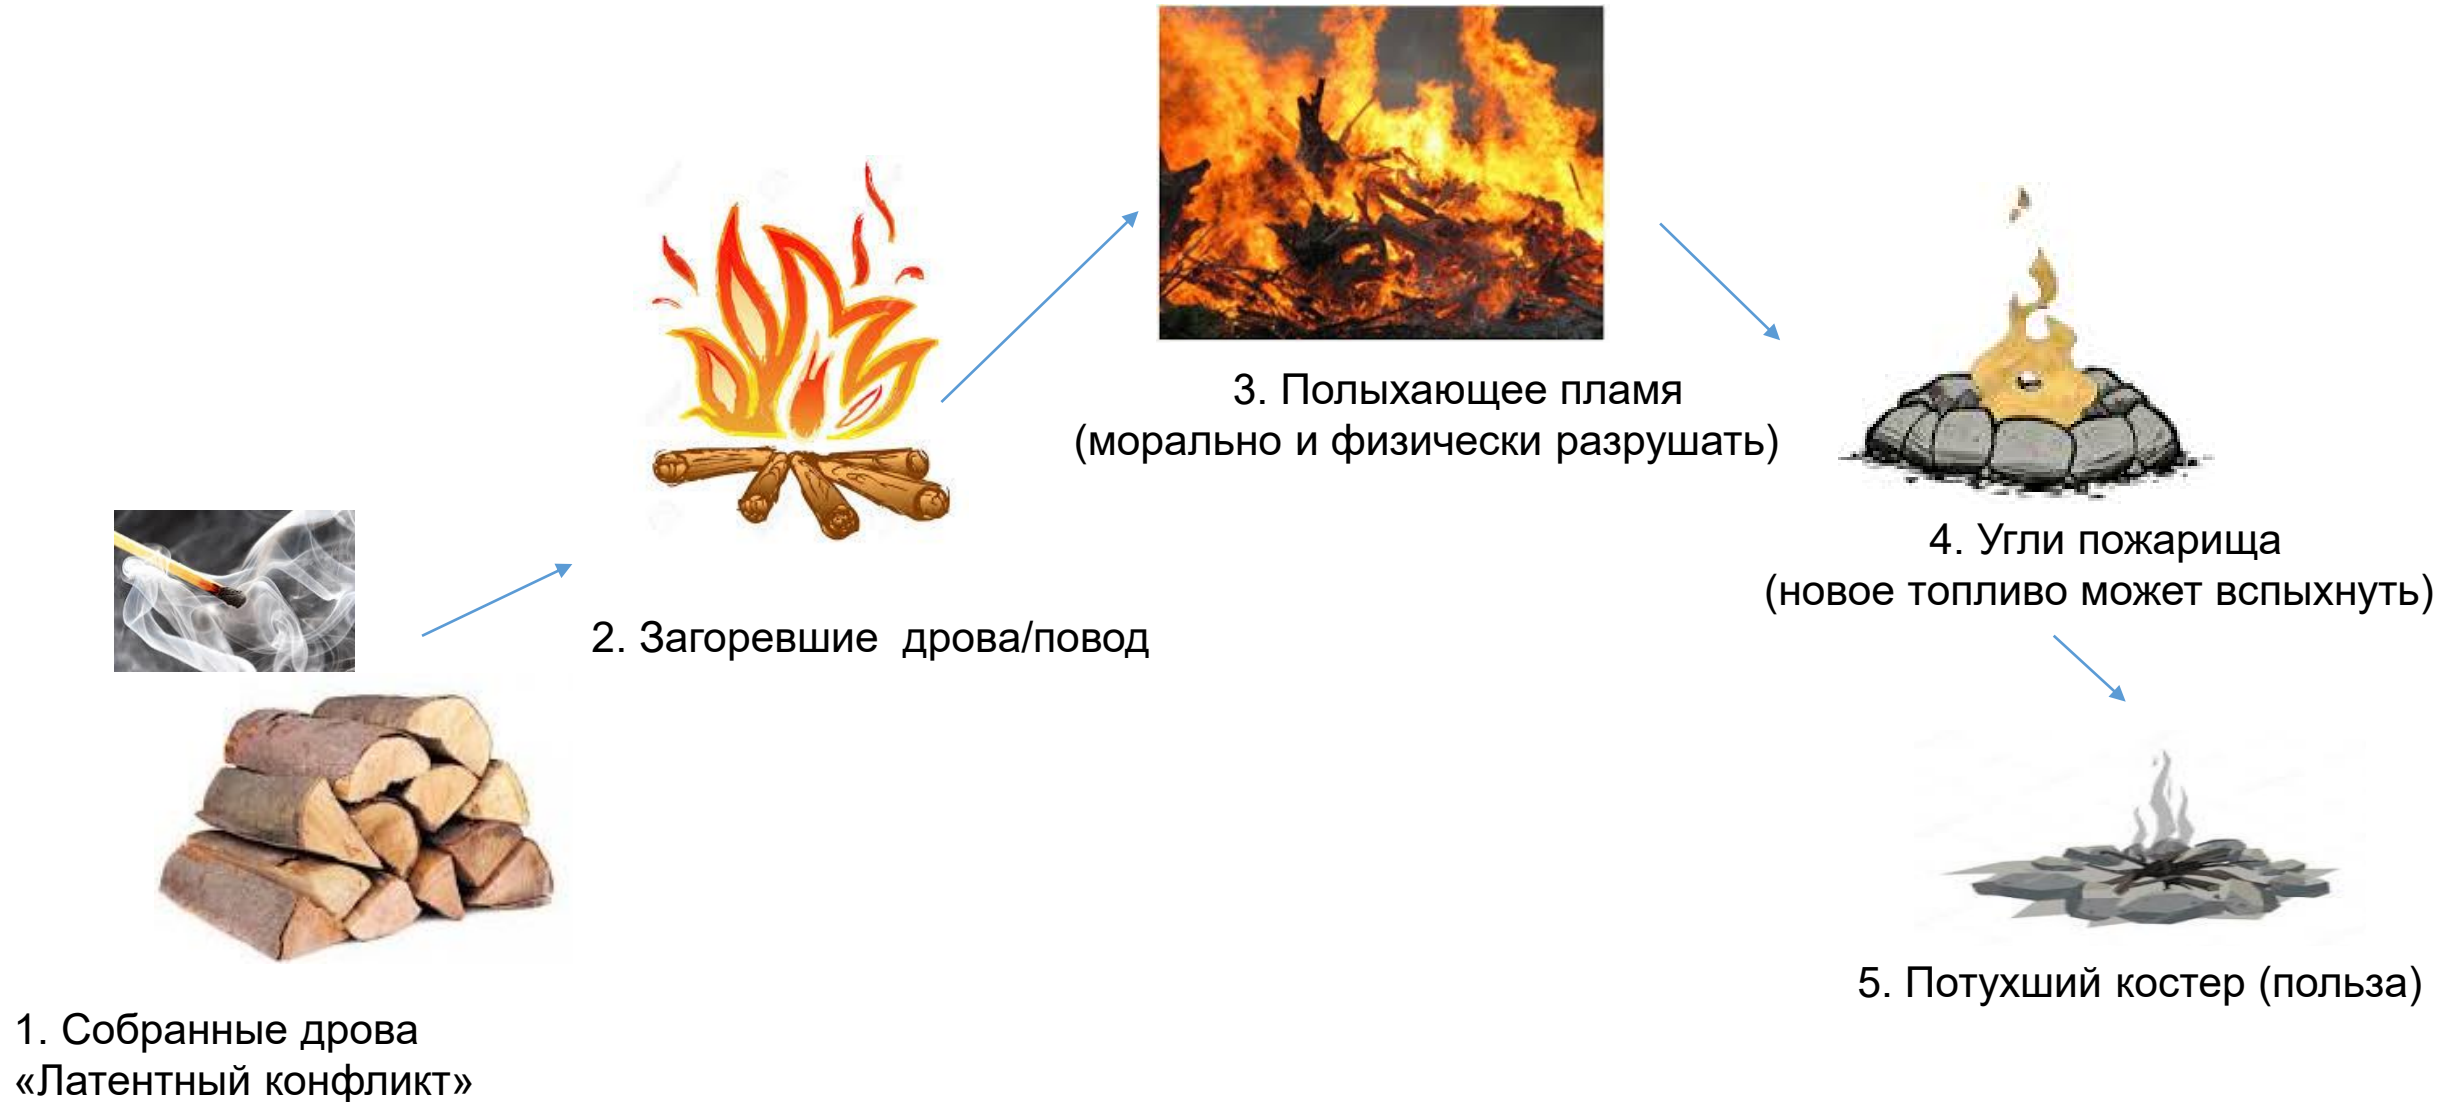 1. Собранные дрова
«Латентный конфликт»
2. Загоревшие  дрова/повод
3. Полыхающее пламя
(морально и физически разрушать)
4. Угли пожарища
(новое топливо может вспыхнуть)
5. Потухший костер (польза)